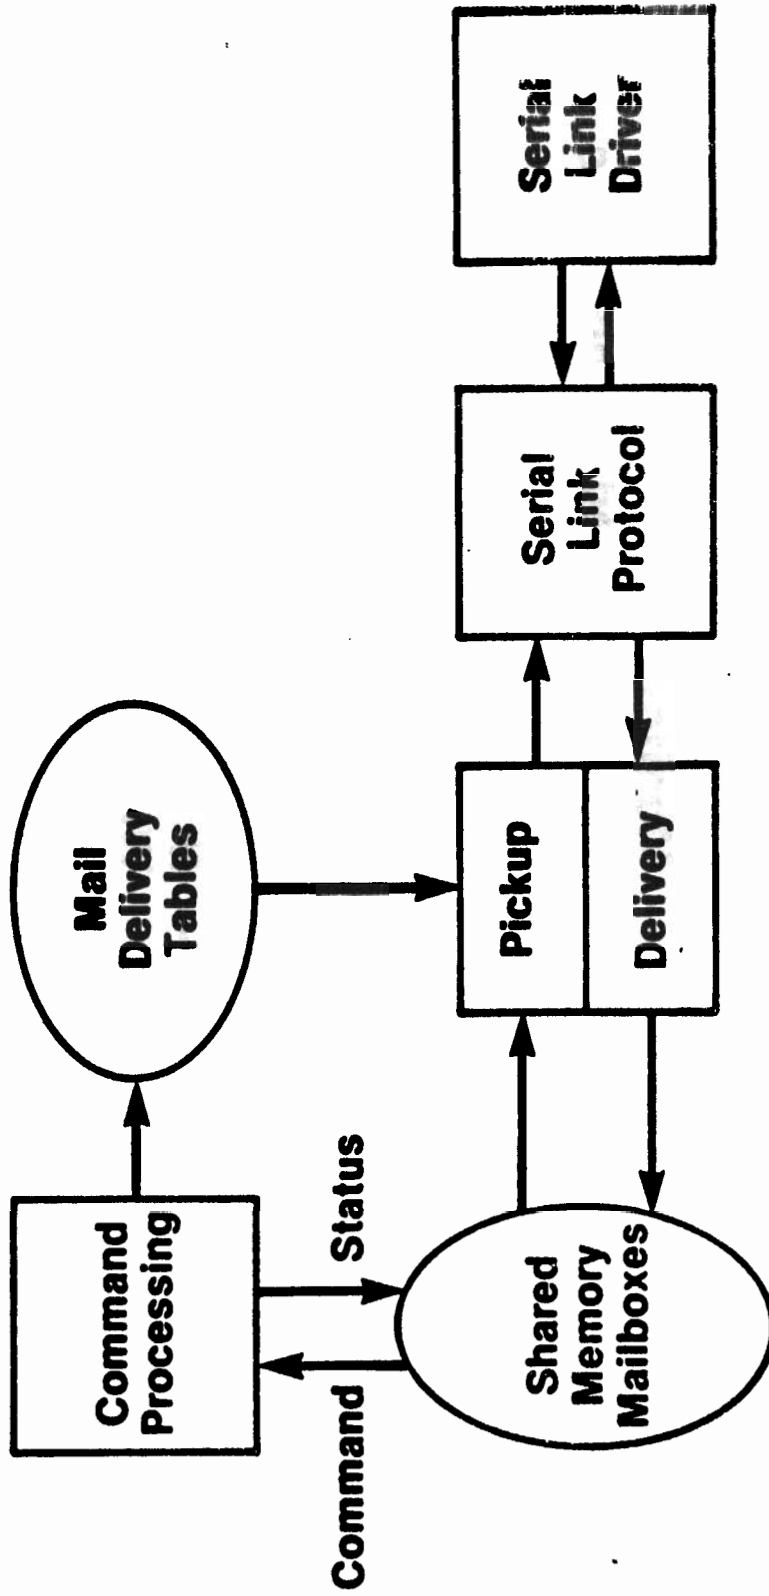 Command
Processing
Mail
Delivery
Tables
Command
Status
Shared
Memory
Mailboxes
Pickup
Delivery
Serial
Link
Protocol
Serial
Link
Driver